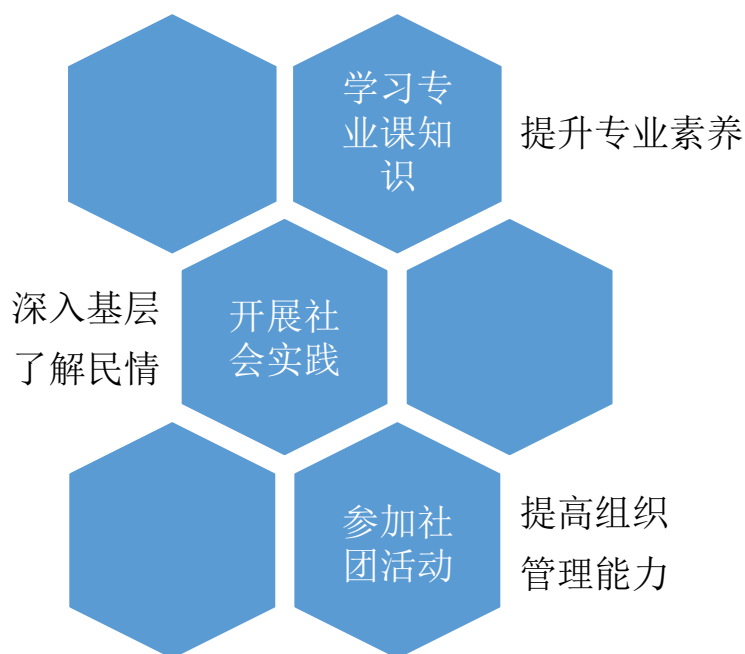 学习专
业课知
识
提升专业素养
深入基层
了解民情
开展社
会实践
参加社
团活动
提高组织
管理能力